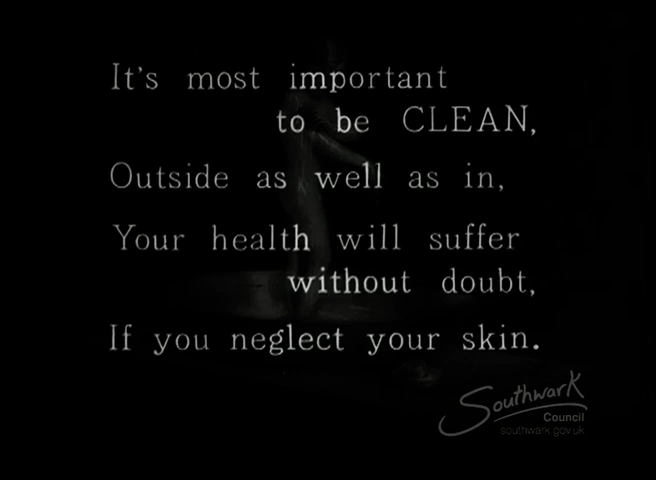 It's most important
to be CLEAN,
Outside as well as in,
Your health will suffer
without doubt,
If you neglect your skin.
Southwark
Council
southwark.gov.uk